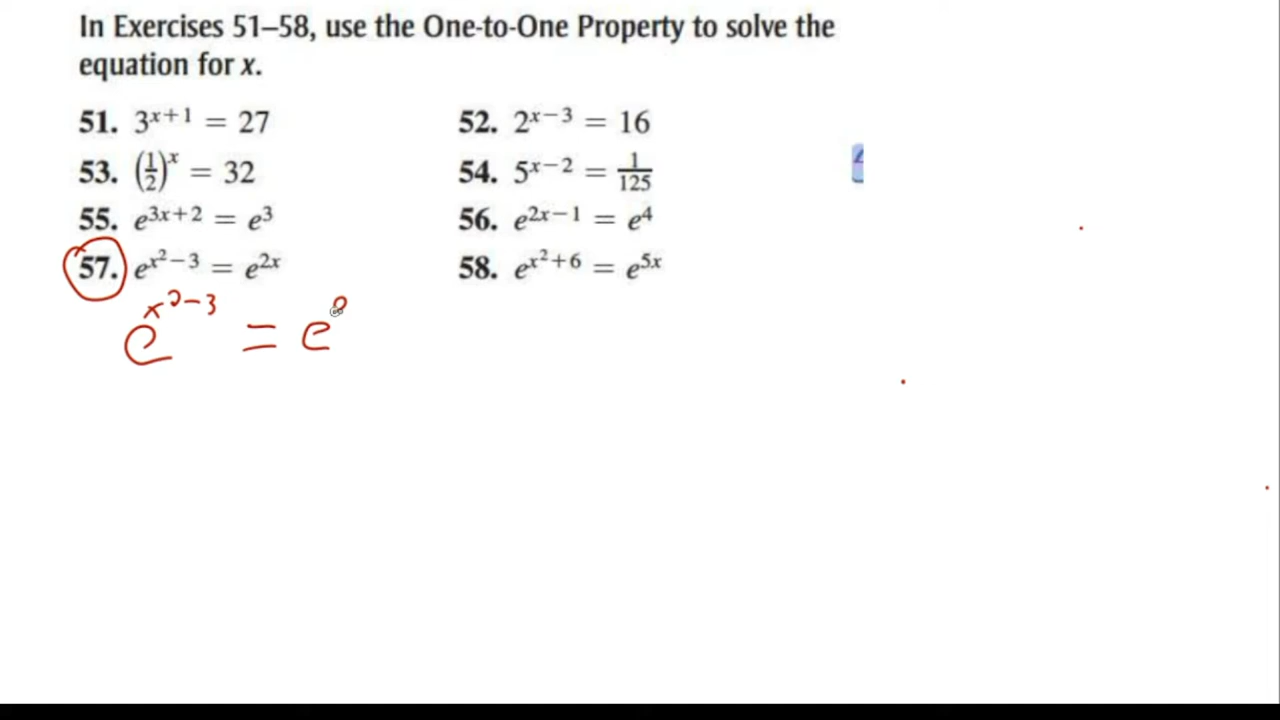 In Exercises 51–58, use the One-to-One Property to solve the
equation for x.
51. 3^{x+1} = 27 52. 2^{x−3} = 16
53. (1/2)^x = 32 54. 5^{x−2} = 1/125
55. e^{3x+2} = e^3 56. e^{2x−1} = e^4
57. e^{x²−3} = e^{2x} 58. e^{x²+6} = e^{5x}
e^{x²−3} = e